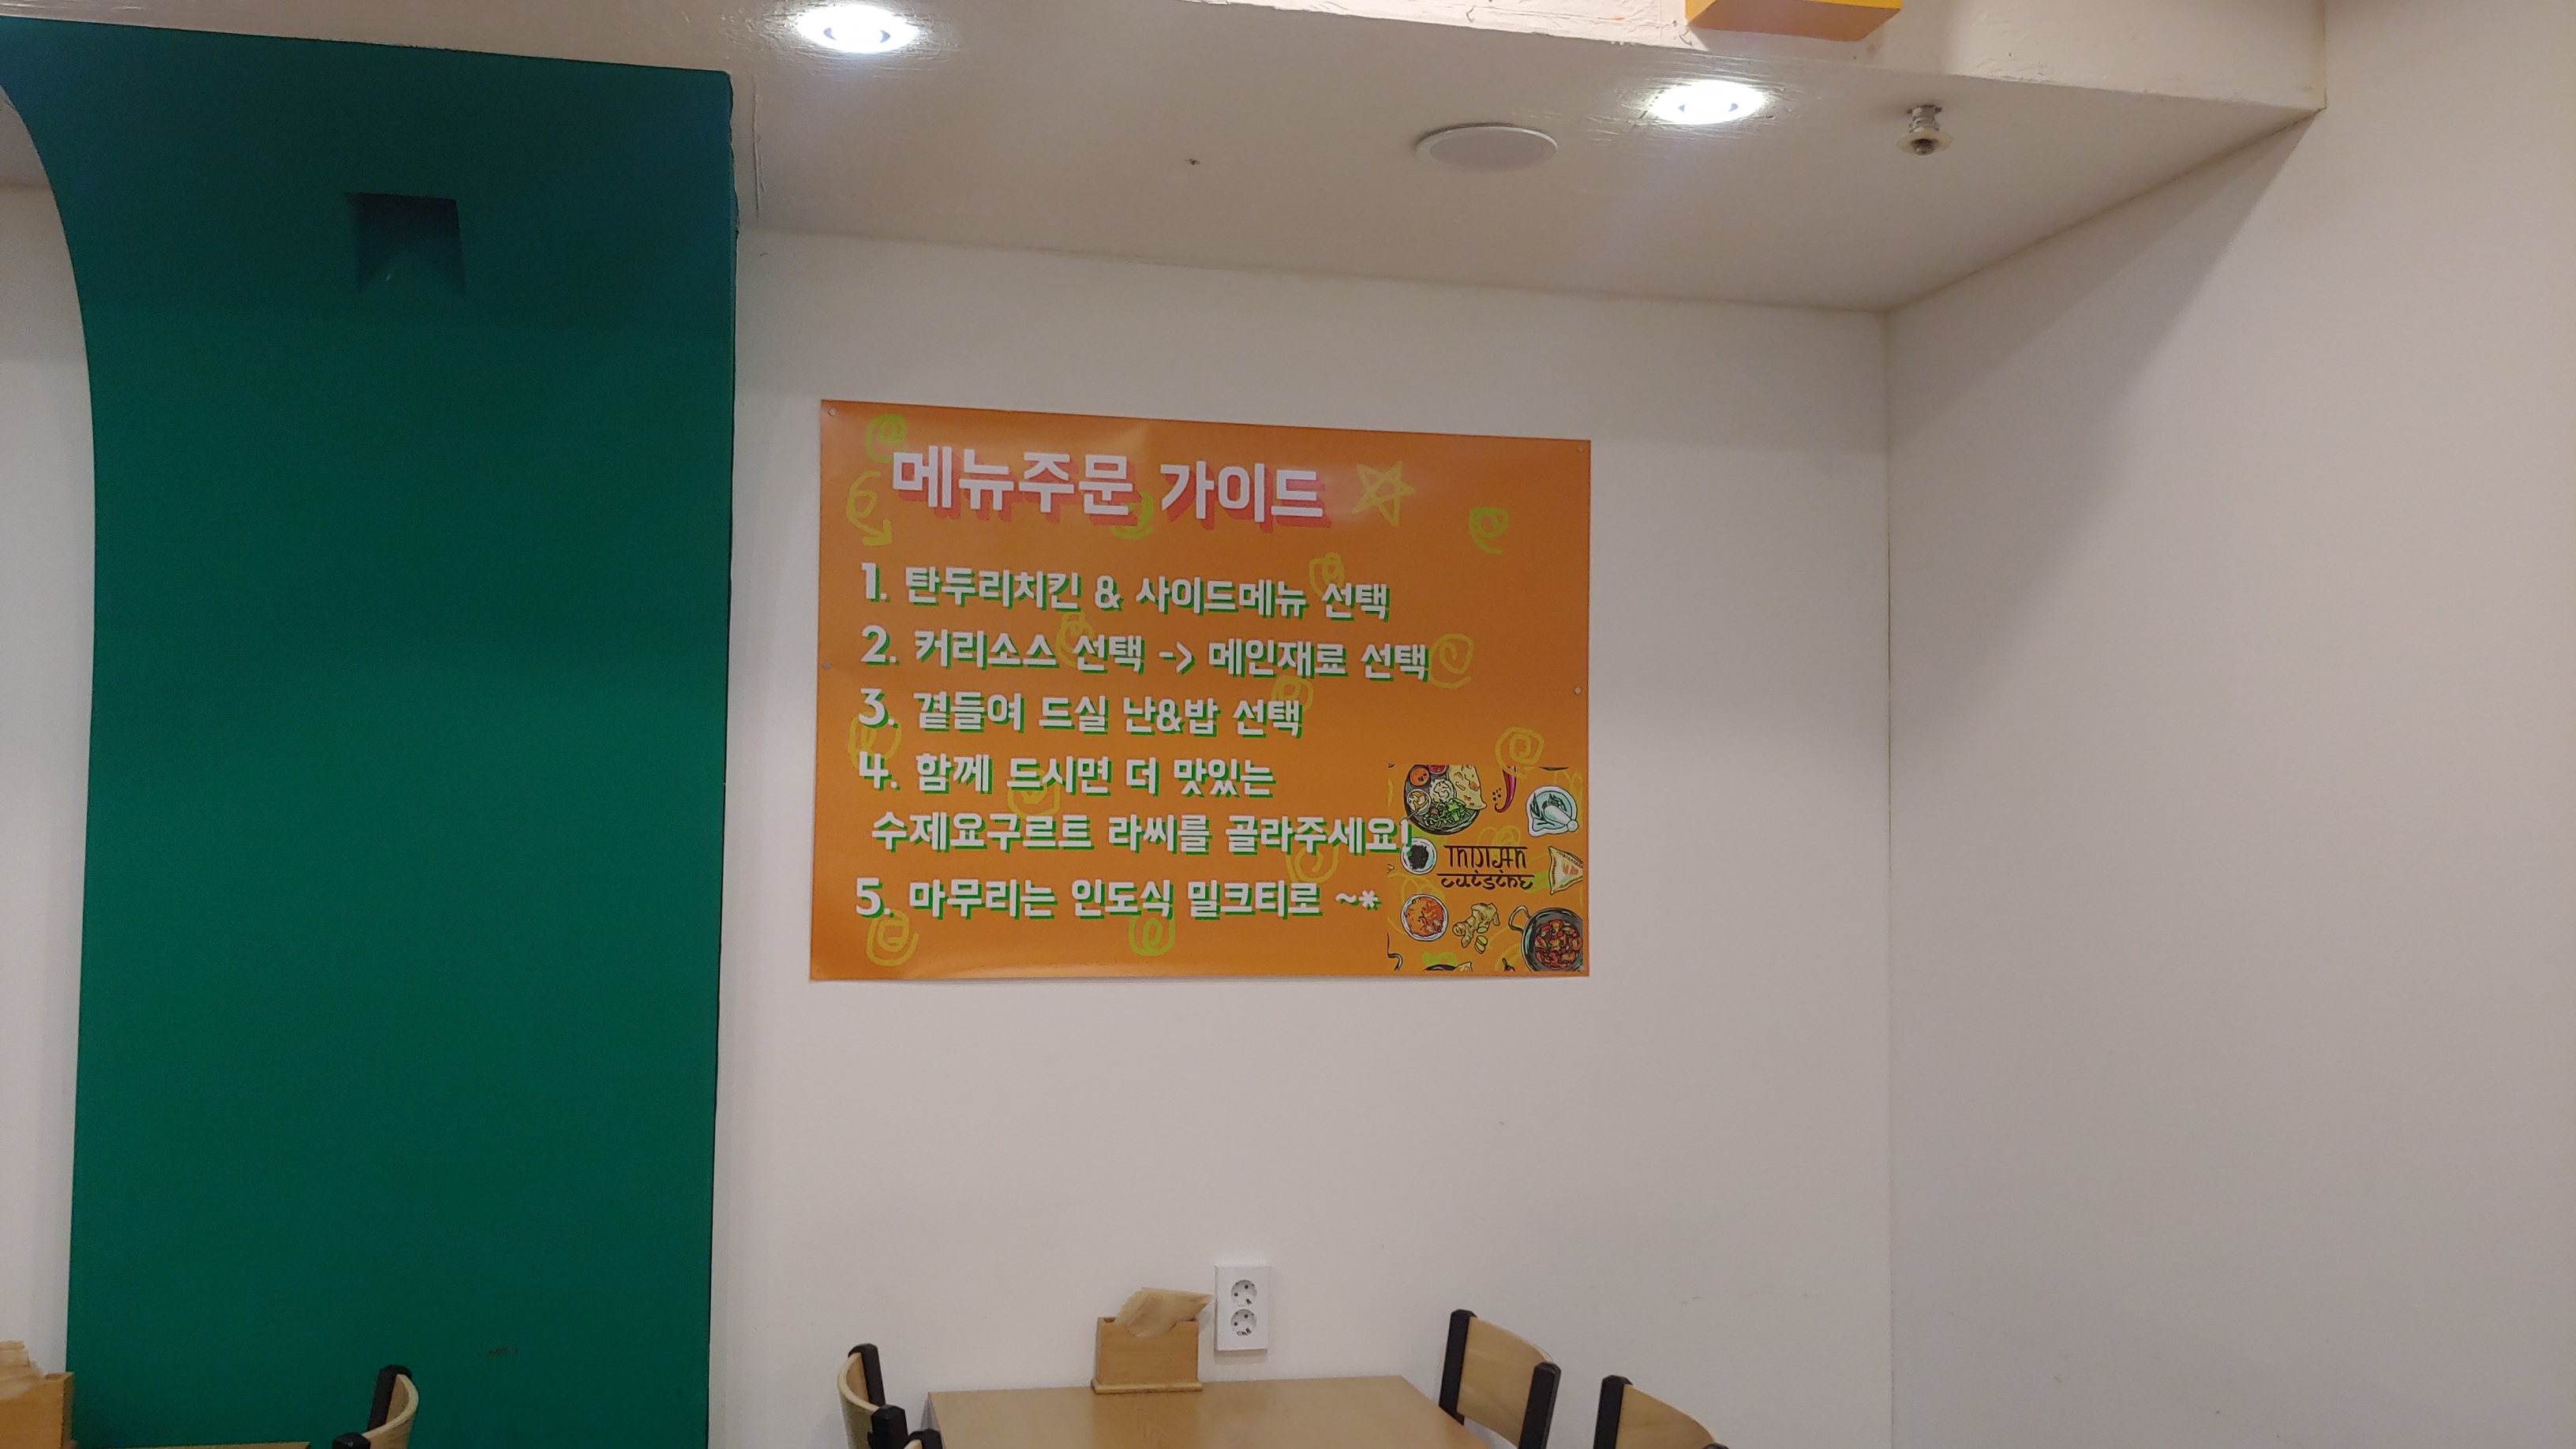 메뉴주문 가이드
1. 탄두리치킨 & 사이드메뉴 선택
2. 커리소스 선택 -> 메인재료 선택
3. 곁들여 드실 난&밥 선택
4. 함께 드시면 더 맛있는
수제요구르트 라씨를 골라주세요!
5. 마무리는 인도식 밀크티로 ~*
INDIAN
cuisine